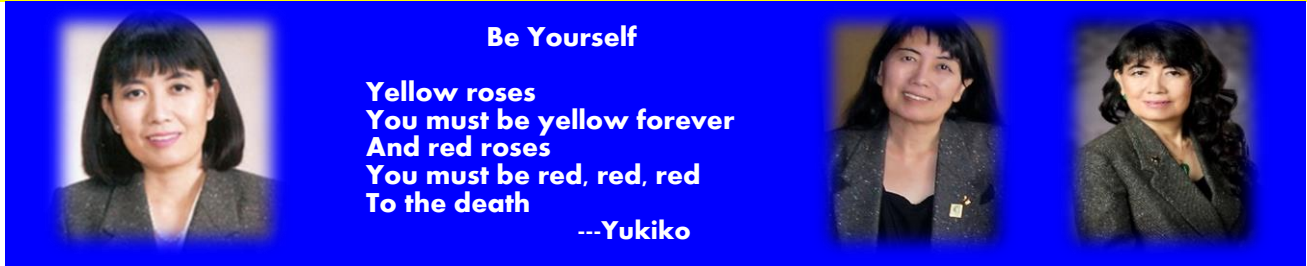 Be Yourself
Yellow roses
You must be yellow forever
And red roses
You must be red, red, red
To the death
---Yukiko